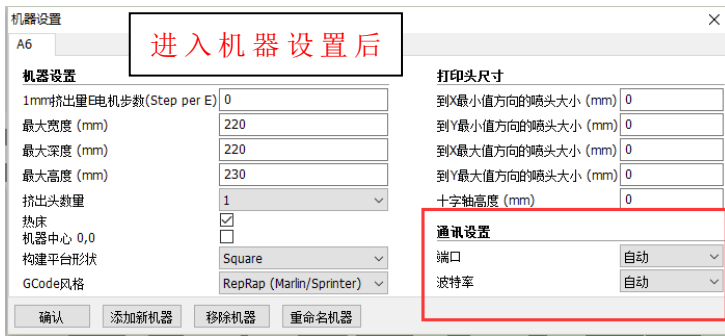 机器设置
A6
进入机器设置后
机器设置
1mm挤出量E电机步数(Step per E) 0
最大宽度 (mm) 220
最大深度 (mm) 220
最大高度 (mm) 230
挤出头数量 1
热床
机器中心 0,0
构建平台形状 Square
GCode风格 RepRap (Marlin/Sprinter)
打印头尺寸
到X最小值方向的喷头大小 (mm) 0
到Y最小值方向的喷头大小 (mm) 0
到X最大值方向的喷头大小 (mm) 0
到Y最大值方向的喷头大小 (mm) 0
十字轴高度 (mm) 0
通讯设置
端口 自动
波特率 自动
确认 添加新机器 移除机器 重命名机器